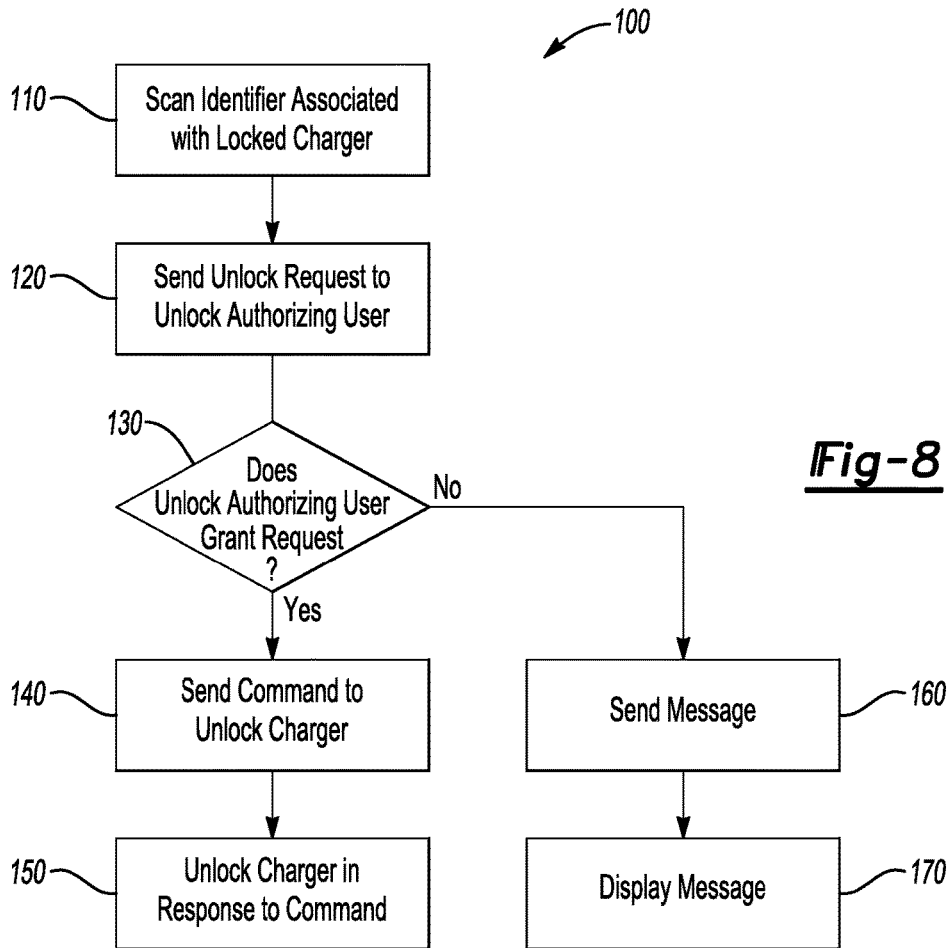 100
110
Scan Identifier Associated
with Locked Charger
120
Send Unlock Request to
Unlock Authorizing User
130
Does
Unlock Authorizing User
Grant Request
?
No
Yes
Fig-8
140
Send Command to
Unlock Charger
Send Message
160
150
Unlock Charger in
Response to Command
Display Message
170